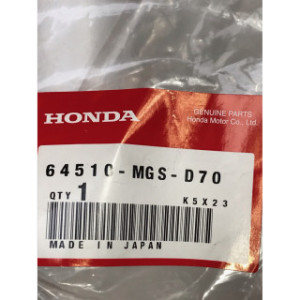 HONDA
GENUINE PARTS
Honda Motor Co., Ltd.
64510-MGS-D70
QTY 1
K5X23
MADE IN JAPAN